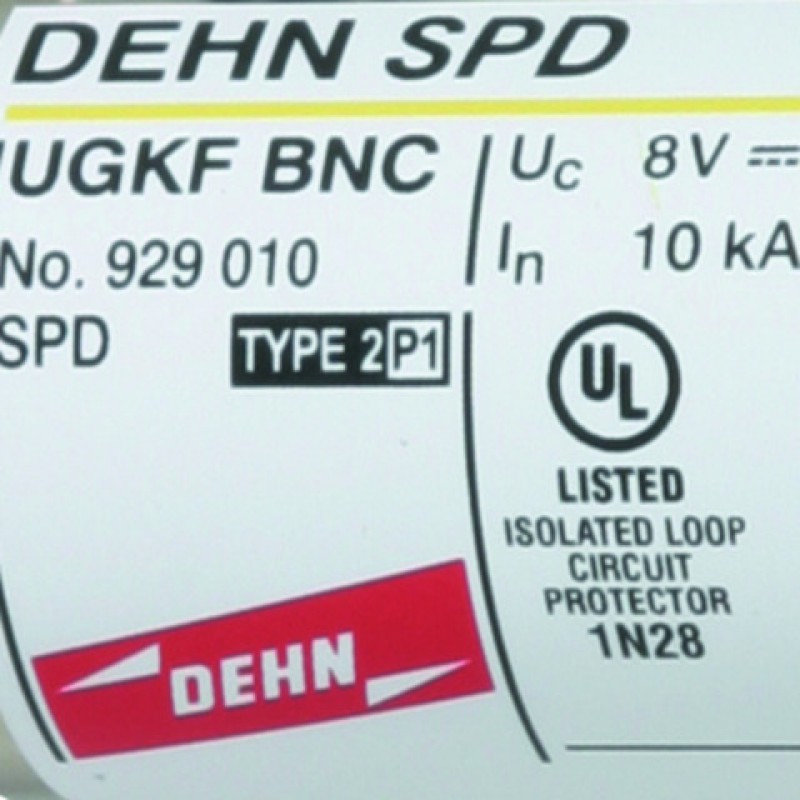 DEHN SPD
UGKF BNC
UC 8V ⎓
No. 929 010
In 10 kA
SPD TYPE 2 P1
UL
LISTED
ISOLATED LOOP
CIRCUIT
PROTECTOR
1N28
DEHN